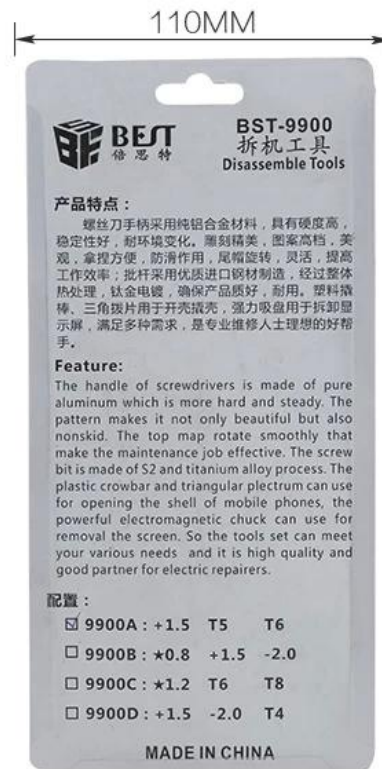 110MM
BEST
倍思特
BST-9900
拆机工具
Disassemble Tools
产品特点：
螺丝刀手柄采用纯铝合金材料，具有硬度高，
稳定性好，耐环境变化。雕刻精美，图案高档，美
观，拿捏方便，防滑作用，尾帽旋转，灵活，提高
工作效率；批杆采用优质进口钢材制造，经过整体
热处理，钛金电镀，确保产品质好，耐用。塑料撬
棒、三角拨片用于开壳撬壳，强力吸盘用于拆卸显
示屏，满足多种需求，是专业维修人士理想的好帮
手。
Feature:
The handle of screwdrivers is made of pure
aluminum which is more hard and steady. The
pattern makes it not only beautiful but also
nonskid. The top map rotate smoothly that
make the maintenance job effective. The screw
bit is made of S2 and titanium alloy process. The
plastic crowbar and triangular plectrum can use
for opening the shell of mobile phones, the
powerful electromagnetic chuck can use for
removal the screen. So the tools set can meet
your various needs and it is high quality and
good partner for electric repairers.
配置：
☑ 9900A : +1.5 T5 T6
☐ 9900B : ★0.8 +1.5 -2.0
☐ 9900C : ★1.2 T6 T8
☐ 9900D : +1.5 -2.0 T4
MADE IN CHINA